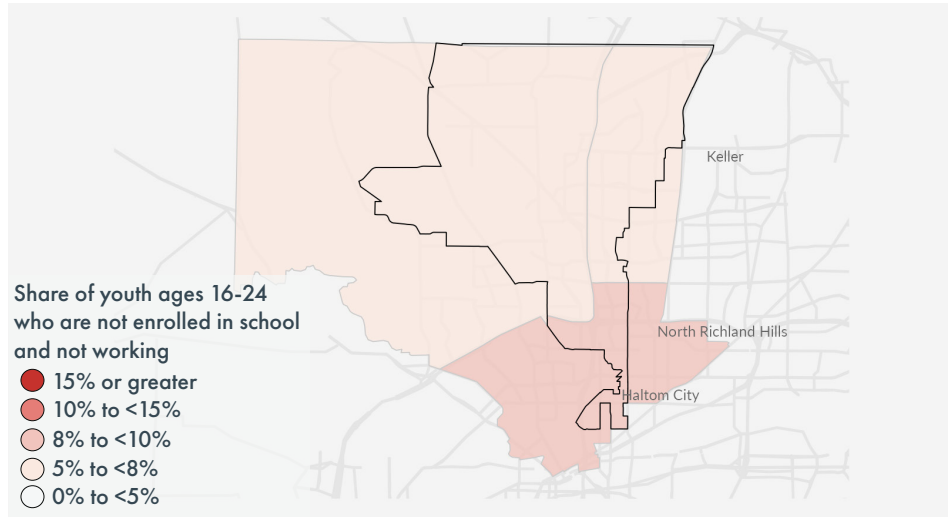 Keller
Share of youth ages 16-24
who are not enrolled in school
and not working
North Richland Hills
15% or greater
Haltom City
10% to <15%
8% to <10%
5% to <8%
0% to <5%